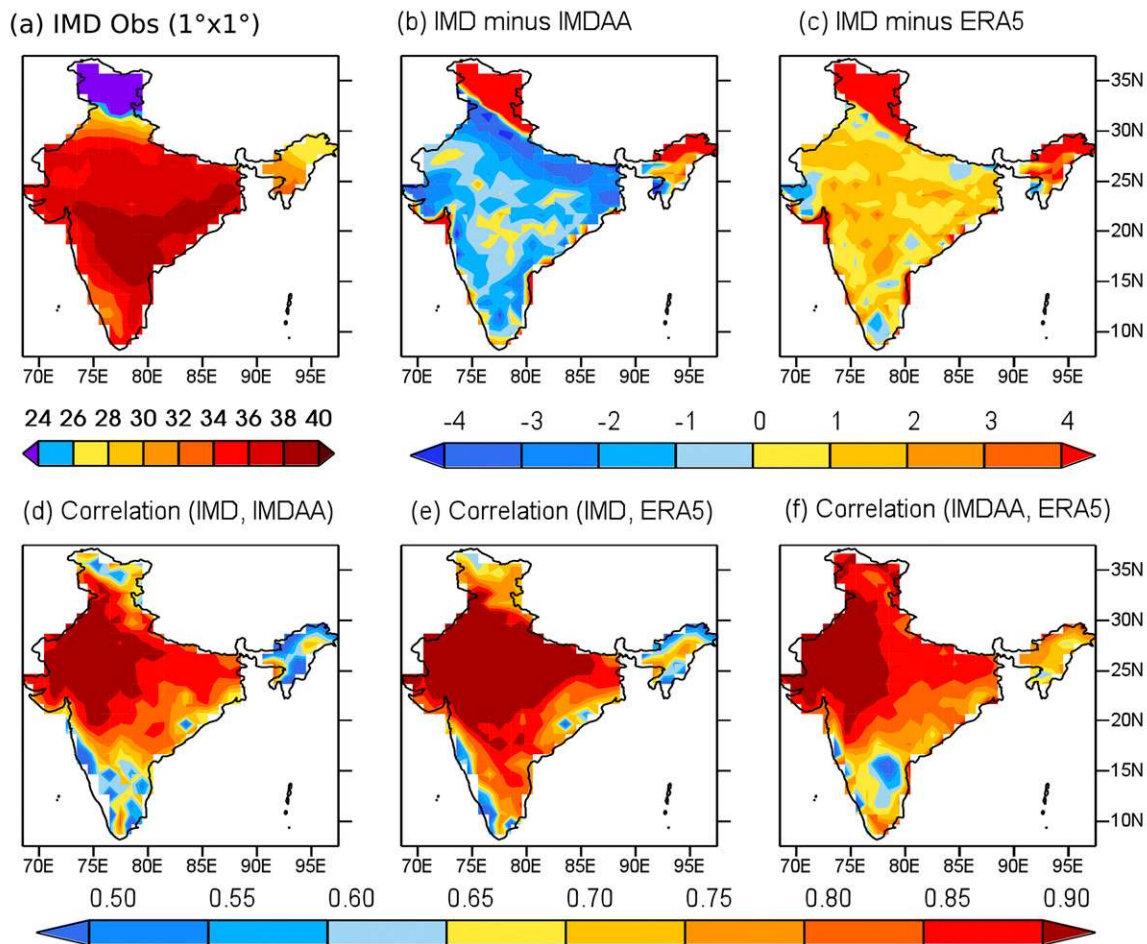 (a) IMD Obs (1°x1°)
(b) IMD minus IMDAA
(c) IMD minus ERA5
35N
30N
25N
20N
15N
10N
70E 75E 80E 85E 90E 95E
70E 75E 80E 85E 90E 95E
70E 75E 80E 85E 90E 95E
24 26 28 30 32 34 36 38 40
-4 -3 -2 -1 0 1 2 3 4
(d) Correlation (IMD, IMDAA)
(e) Correlation (IMD, ERA5)
(f) Correlation (IMDAA, ERA5)
35N
30N
25N
20N
15N
10N
70E 75E 80E 85E 90E 95E
70E 75E 80E 85E 90E 95E
70E 75E 80E 85E 90E 95E
0.50 0.55 0.60 0.65 0.70 0.75 0.80 0.85 0.90